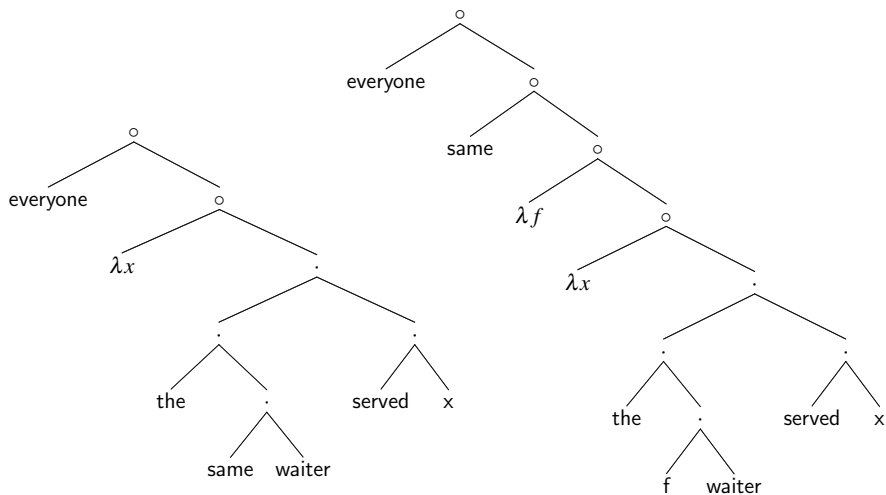 ∘
everyone ∘
λx ·
· ·
the · served x
same waiter
∘
everyone ∘
same ∘
λf ∘
λx ·
· ·
the · served x
f waiter